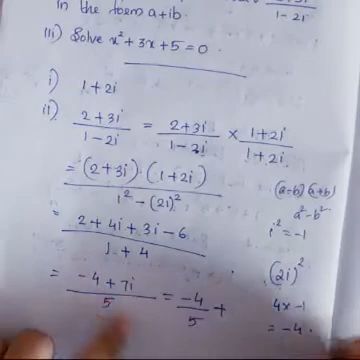 In the form a+ib. 1-2i
iii) Solve x² + 3x + 5 = 0.
i) 1+2i
ii) (2+3i)/(1-2i) = (2+3i)/(1-2i) × (1+2i)/(1+2i)
= (2+3i)·(1+2i) / 1² - (2i)²
(a-b) (a+b)
a² - b²
i² = -1
= 2+4i+3i-6 / 1+4
(2i)²
4×-1
= -4.
= -4+7i / 5 = -4/5 +